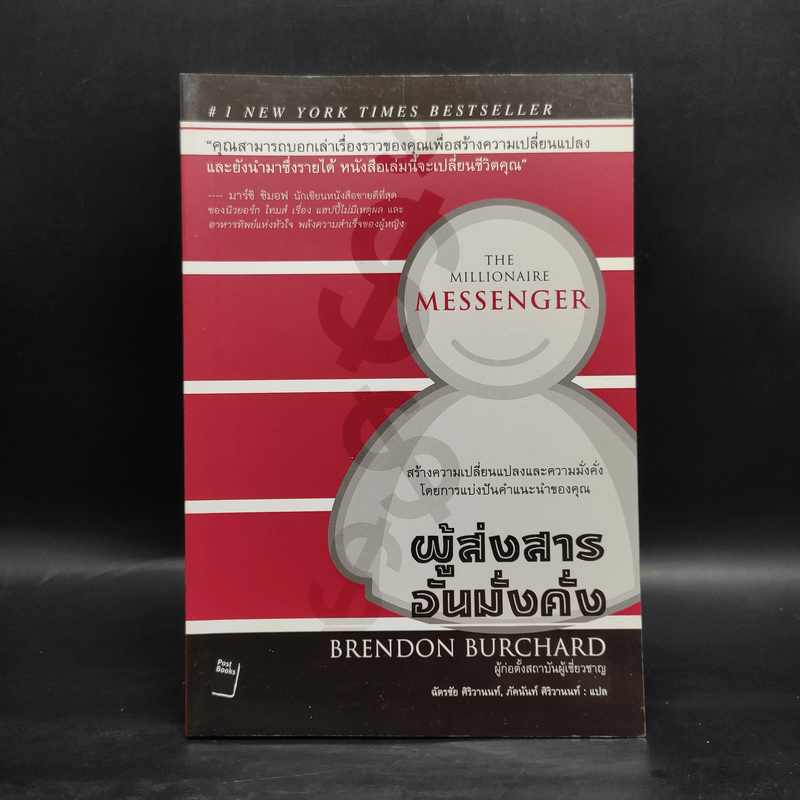 # 1 NEW YORK TIMES BESTSELLER
“คุณสามารถบอกเล่าเรื่องราวของคุณเพื่อสร้างความเปลี่ยนแปลง
และยังนำมาซึ่งรายได้ หนังสือเล่มนี้จะเปลี่ยนชีวิตคุณ”
---- มาร์ซิ ชิมอฟ นักเขียนหนังสือขายดีที่สุด
ของนิวยอร์ก ไทมส์ เรื่อง แฮปปี้ไม่มีเหตุผล และ
อาหารทิพย์แห่งหัวใจ พลังความสำเร็จของผู้หญิง
THE
MILLIONAIRE
MESSENGER
สร้างความเปลี่ยนแปลงและความมั่งคั่ง
โดยการแบ่งปันคำแนะนำของคุณ
ผู้ส่งสาร
อันมั่งคั่ง
BRENDON BURCHARD
ผู้ก่อตั้งสถาบันผู้เชี่ยวชาญ
ฉัตรชัย ศิริวานนท์, ภัคนันท์ ศิริวานนท์ : แปล
Post
Books